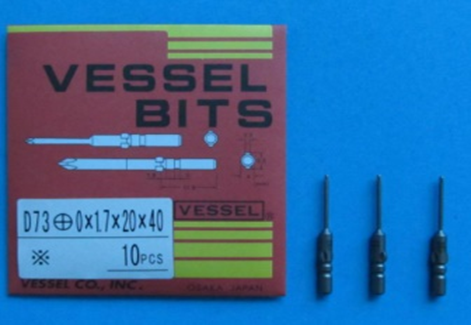 VESSEL
BITS
VESSEL®
D73⊕0×1.7×20×40
※ 10PCS
VESSEL CO., INC. OSAKA JAPAN